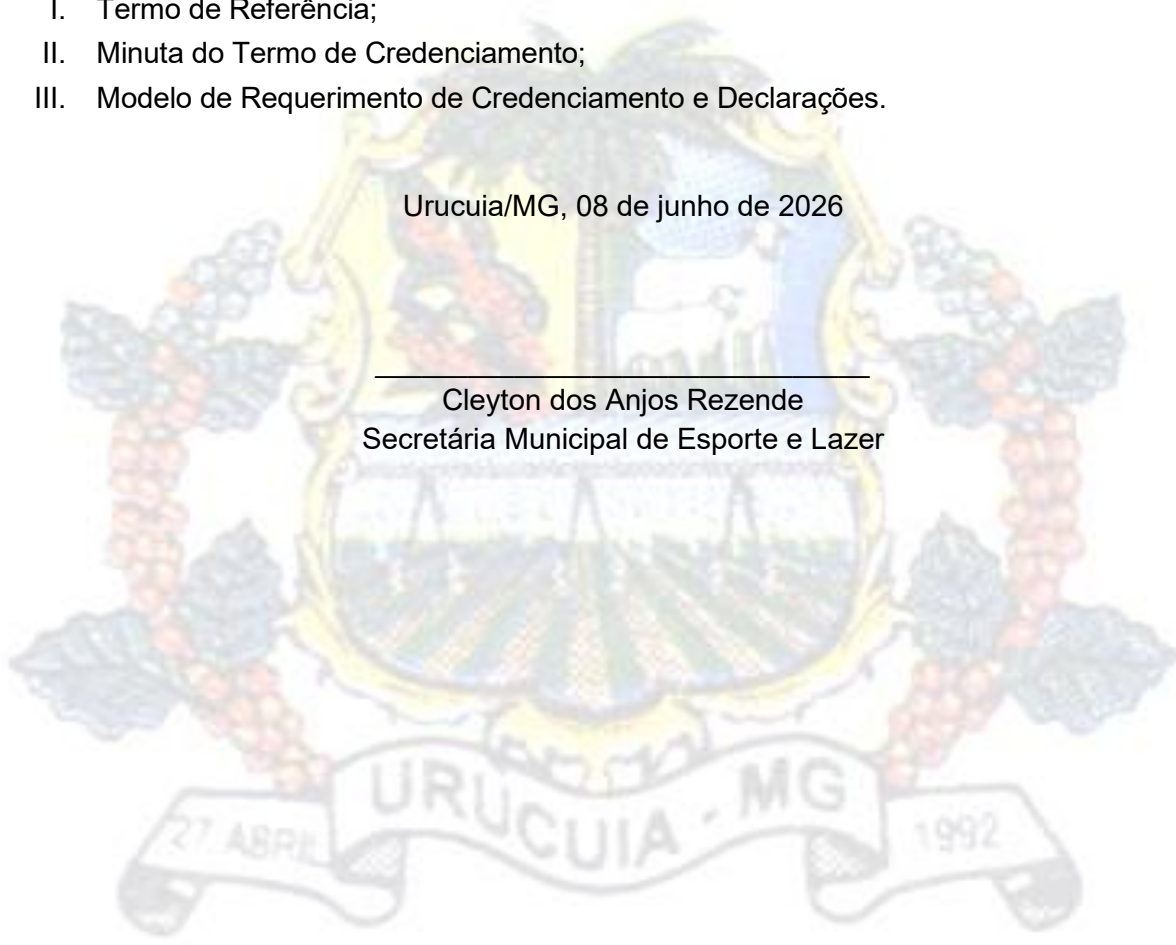 I. Termo de Referência;
II. Minuta do Termo de Credenciamento;
III. Modelo de Requerimento de Credenciamento e Declarações.
Urucuia/MG, 08 de junho de 2026
Cleyton dos Anjos Rezende
Secretária Municipal de Esporte e Lazer
URUCUIA - MG
27 ABRIL
1992